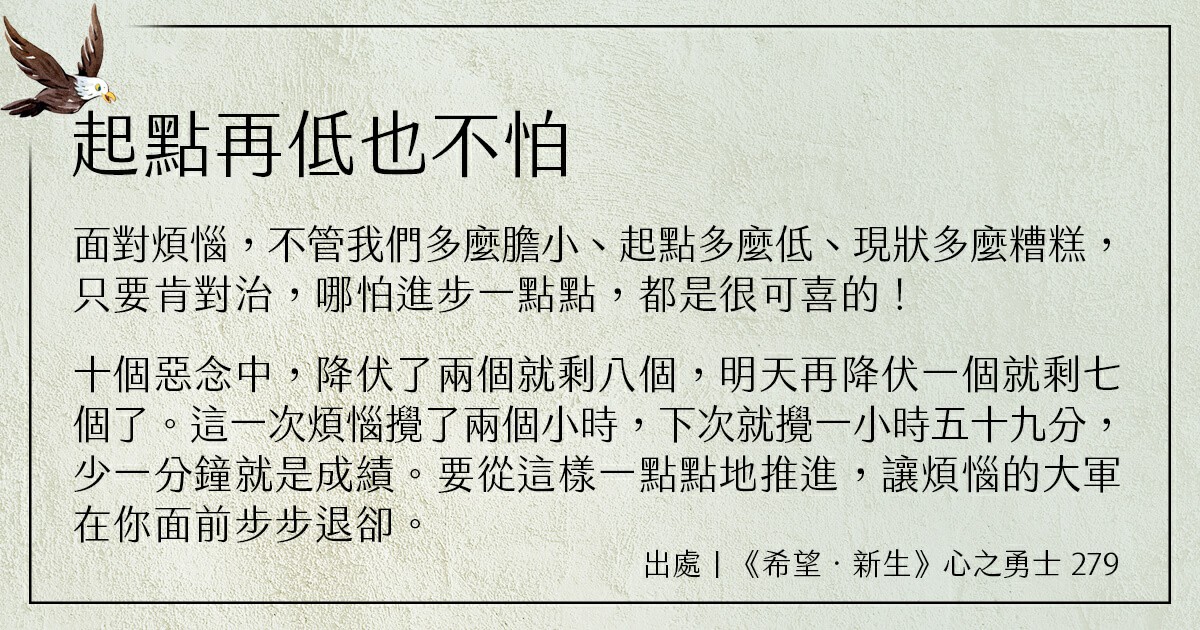 起點再低也不怕
面對煩惱，不管我們多麼膽小、起點多麼低、現狀多麼糟糕，
只要肯對治，哪怕進步一點點，都是很可喜的！
十個惡念中，降伏了兩個就剩八個，明天再降伏一個就剩七
個了。這一次煩惱攪了兩個小時，下次就攪一小時五十九分，
少一分鐘就是成績。要從這樣一點點地推進，讓煩惱的大軍
在你面前步步退卻。
出處 | 《希望．新生》心之勇士 279